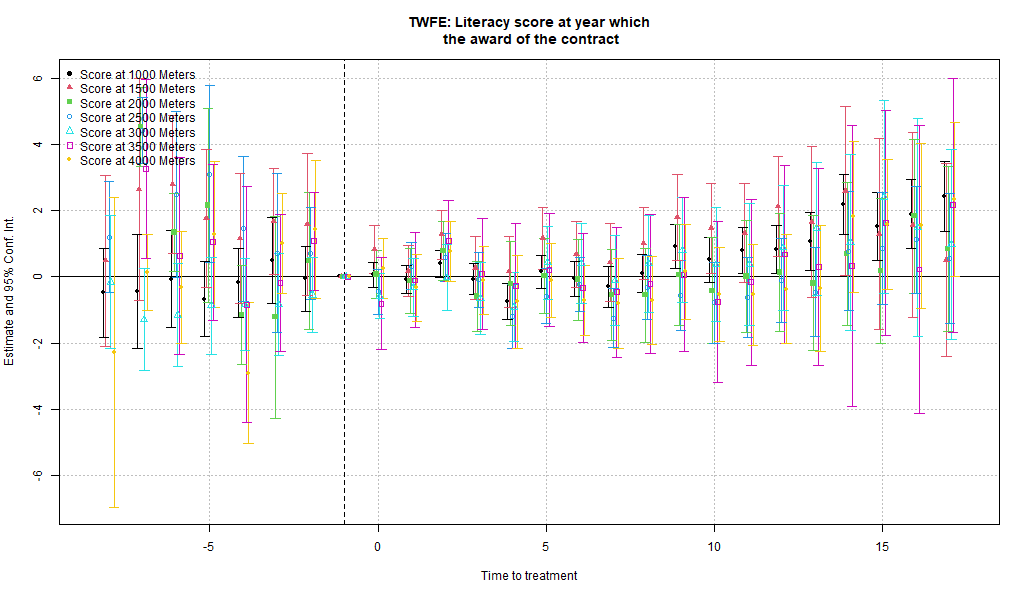 TWFE: Literacy score at year which
the award of the contract
Estimate and 95% Conf. Int.
6
4
2
0
-2
-4
-6
Score at 1000 Meters
Score at 1500 Meters
Score at 2000 Meters
Score at 2500 Meters
Score at 3000 Meters
Score at 3500 Meters
Score at 4000 Meters
-5 0 5 10 15
Time to treatment